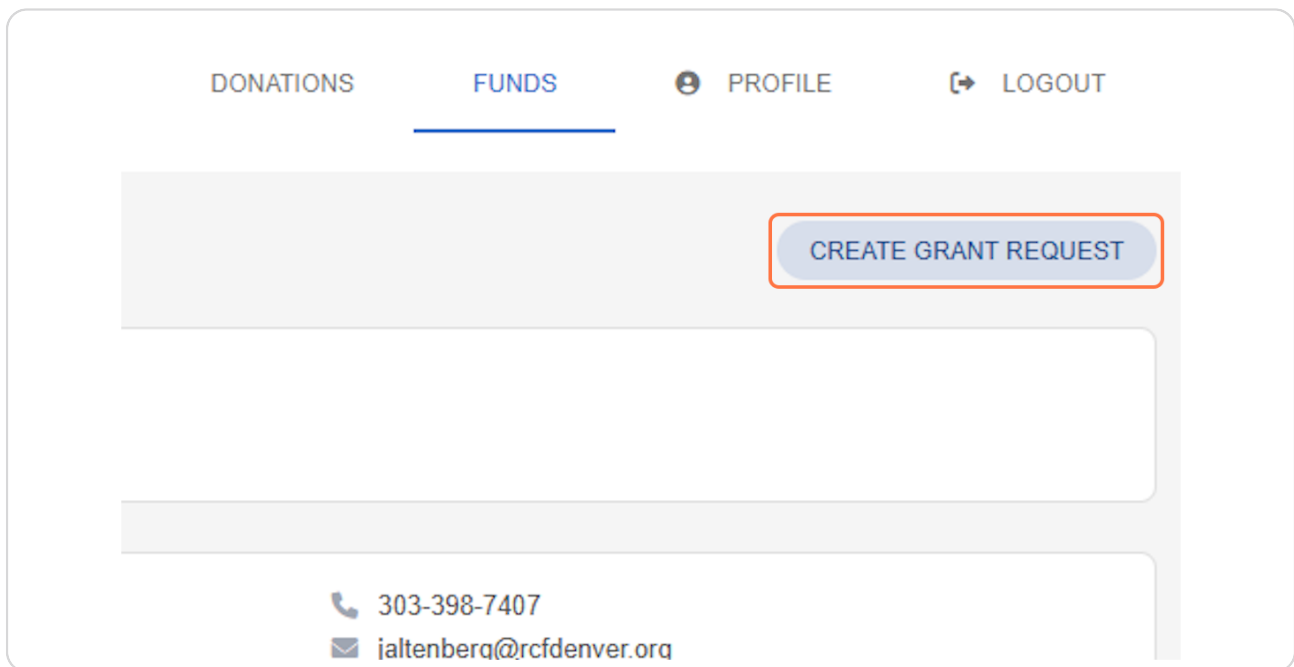 DONATIONS FUNDS PROFILE LOGOUT
CREATE GRANT REQUEST
303-398-7407
jaltenberg@rcfdenver.org